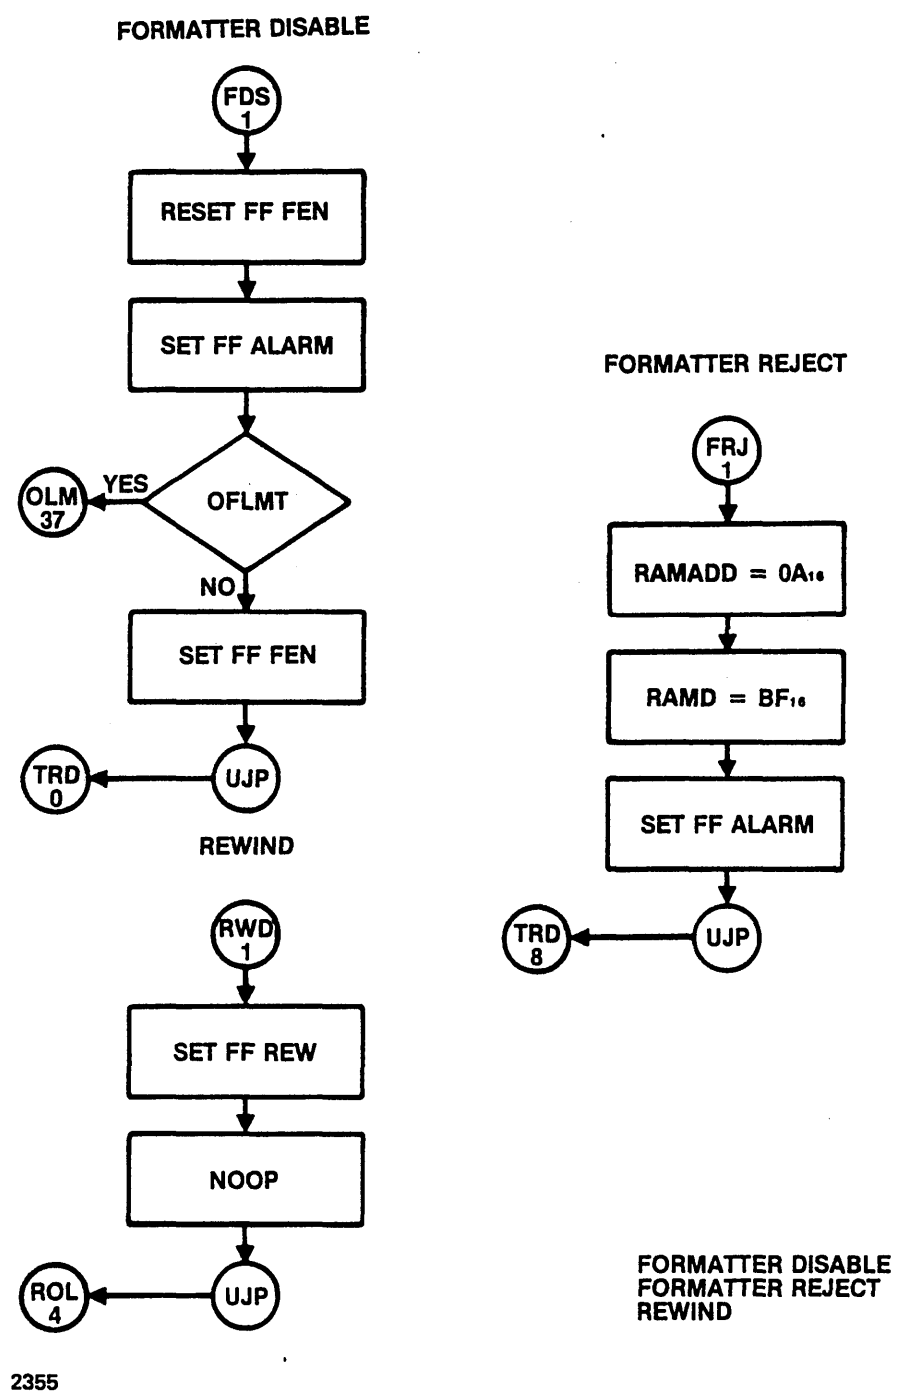 FORMATTER DISABLE
FDS
1
RESET FF FEN
SET FF ALARM
OFLMT
YES
OLM
37
NO
SET FF FEN
UJP
TRD
0
REWIND
RWD
1
SET FF REW
NOOP
UJP
ROL
4
FORMATTER REJECT
FRJ
1
RAMADD = 0A₁₆
RAMD = BF₁₆
SET FF ALARM
UJP
TRD
8
FORMATTER DISABLE
FORMATTER REJECT
REWIND
2355